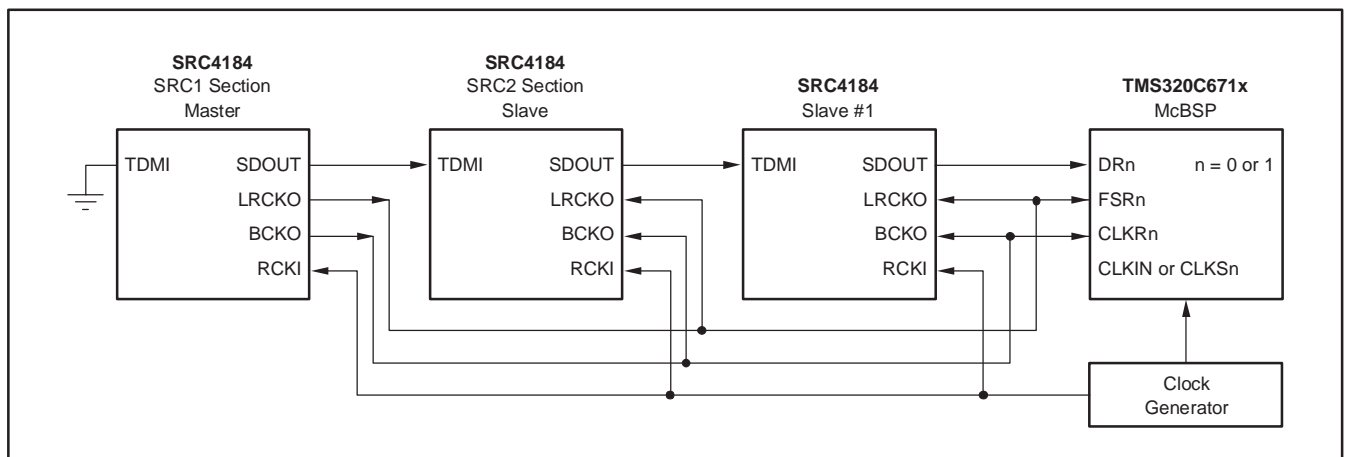 SRC4184
SRC1 Section
Master
TDMI
SDOUT
LRCKO
BCKO
RCKI
SRC4184
SRC2 Section
Slave
TDMI
SDOUT
LRCKO
BCKO
RCKI
SRC4184
Slave #1
TDMI
SDOUT
LRCKO
BCKO
RCKI
TMS320C671x
McBSP
DRn n = 0 or 1
FSRn
CLKRn
CLKIN or CLKSn
Clock
Generator